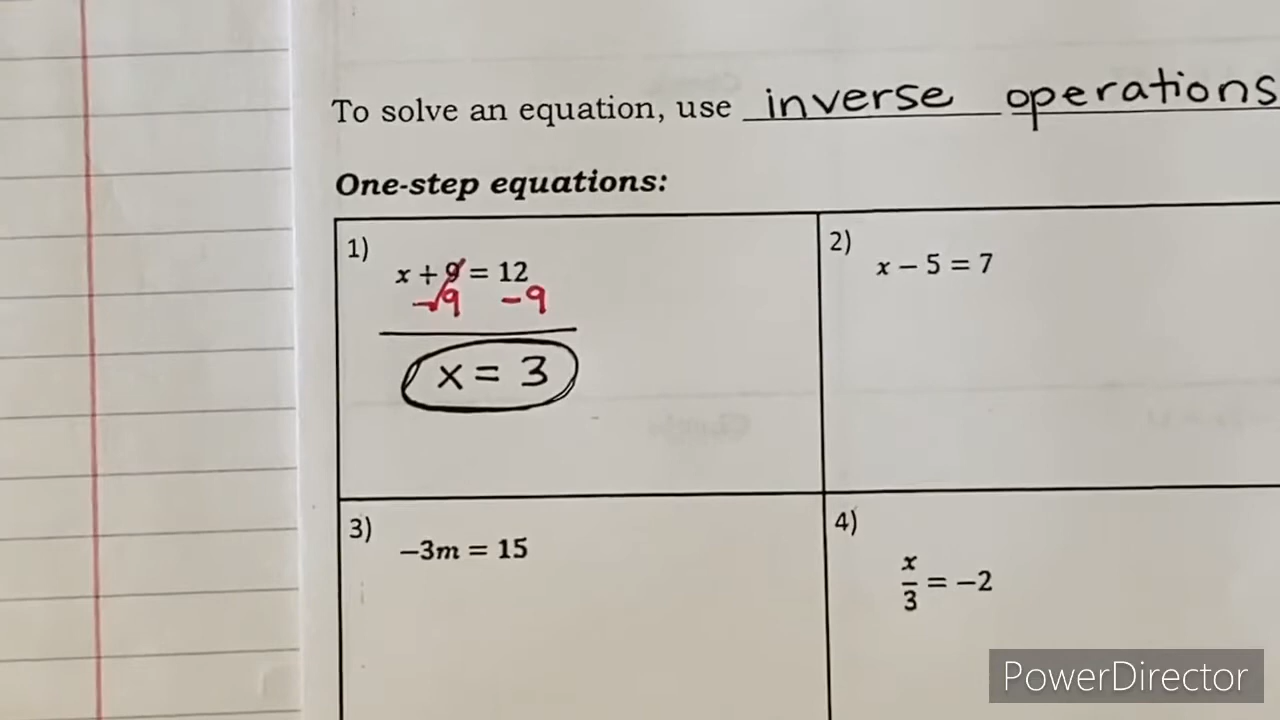 To solve an equation, use inverse operations
One-step equations:
1)
x + 9 = 12
-9 -9
x = 3
2)
x − 5 = 7
3)
−3m = 15
4)
x/3 = −2
PowerDirector